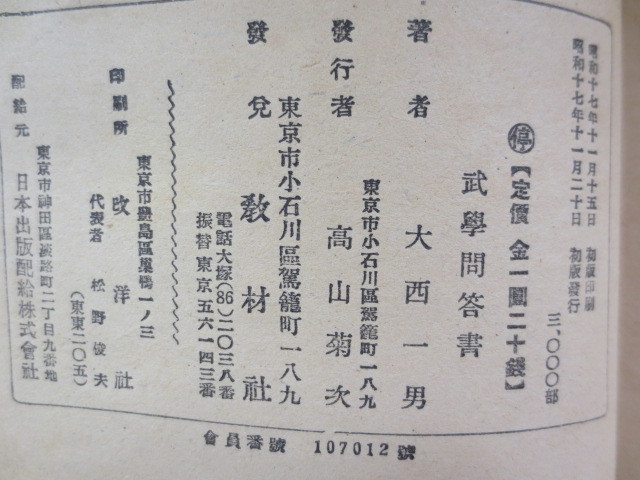 昭和十七年十一月十五日 初版印刷
昭和十七年十一月二十日 初版発行
三、〇〇〇部
停 【定價 金一圓二十錢】
武學問答書
著者 大西一男
東京市小石川區駕籠町一八九
發行者 高山菊次
東京市小石川區駕籠町一八九
發兌 教材社
電話大塚(86)二〇三八番
振替東京五六一四三番
東京市豐島區巢鴨一ノ三
印刷所 改洋社
代表者 松野俊夫
(東東二〇五)
東京市神田區淡路町二丁目九番地
配給元 日本出版配給株式會社
會員番號 107012號